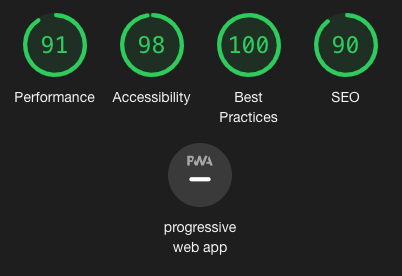 91 98 100 90
Performance Accessibility Best Practices SEO
PWA
progressive
web app